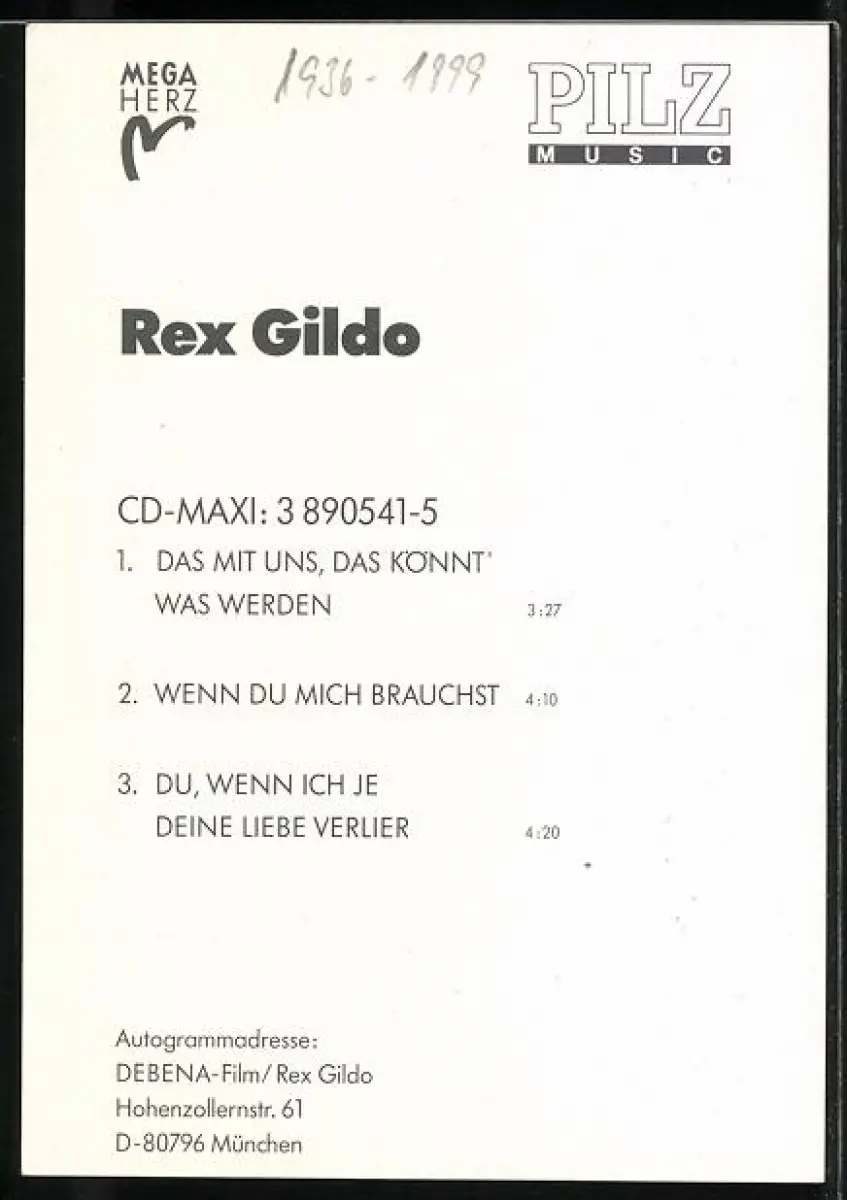 MEGA
HERZ
1936 - 1999
PILZ
MUSIC
Rex Gildo
CD-MAXI: 3 890541-5
1. DAS MIT UNS, DAS KÖNNT'
WAS WERDEN 3:27
2. WENN DU MICH BRAUCHST 4:10
3. DU, WENN ICH JE
DEINE LIEBE VERLIER 4:20
Autogrammadresse:
DEBENA-Film/ Rex Gildo
Hohenzollernstr. 61
D-80796 München